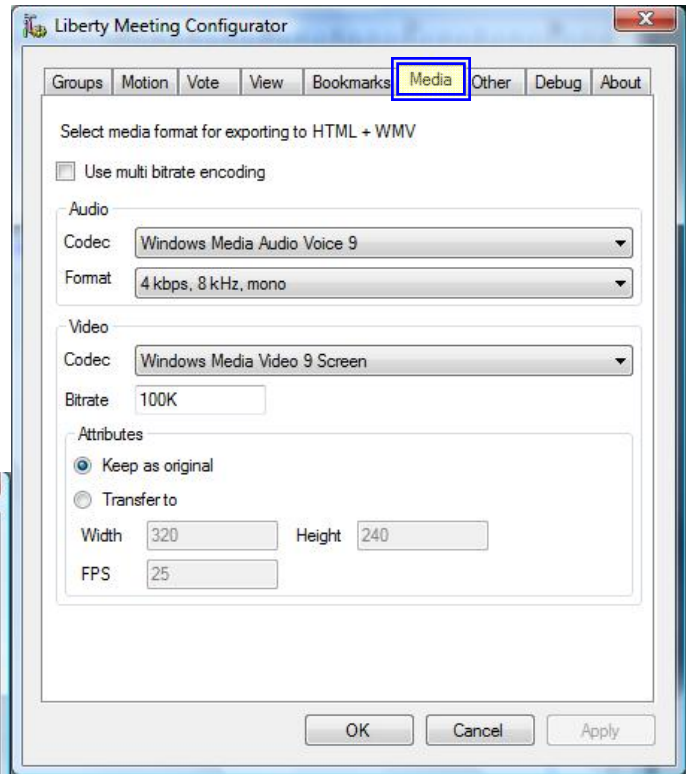 Liberty Meeting Configurator
Groups Motion Vote View Bookmarks Media Other Debug About
Select media format for exporting to HTML + WMV
Use multi bitrate encoding
Audio
Codec Windows Media Audio Voice 9
Format 4 kbps, 8 kHz, mono
Video
Codec Windows Media Video 9 Screen
Bitrate 100K
Attributes
Keep as original
Transfer to
Width 320 Height 240
FPS 25
OK Cancel Apply